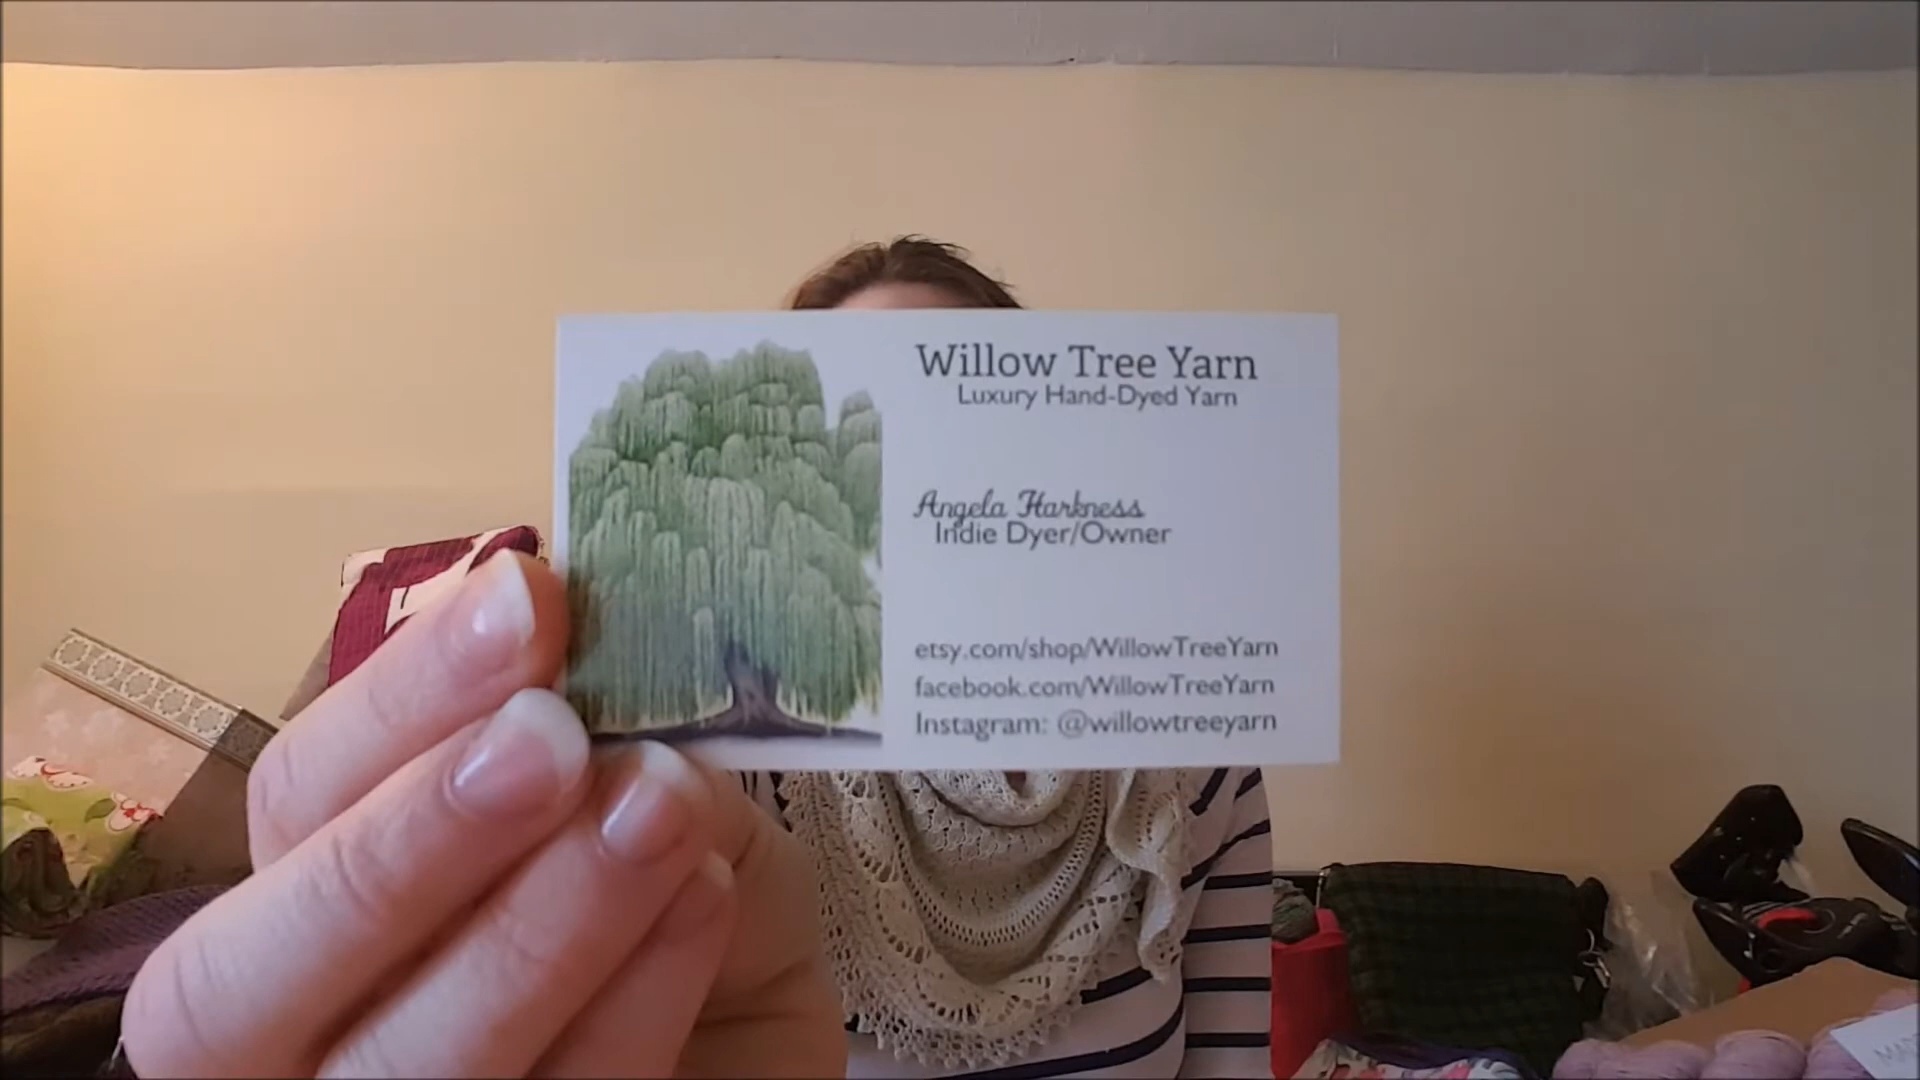 Willow Tree Yarn
Luxury Hand-Dyed Yarn
Angela Harkness
Indie Dyer/Owner
etsy.com/shop/WillowTreeYarn
facebook.com/WillowTreeYarn
Instagram: @willowtreeyarn